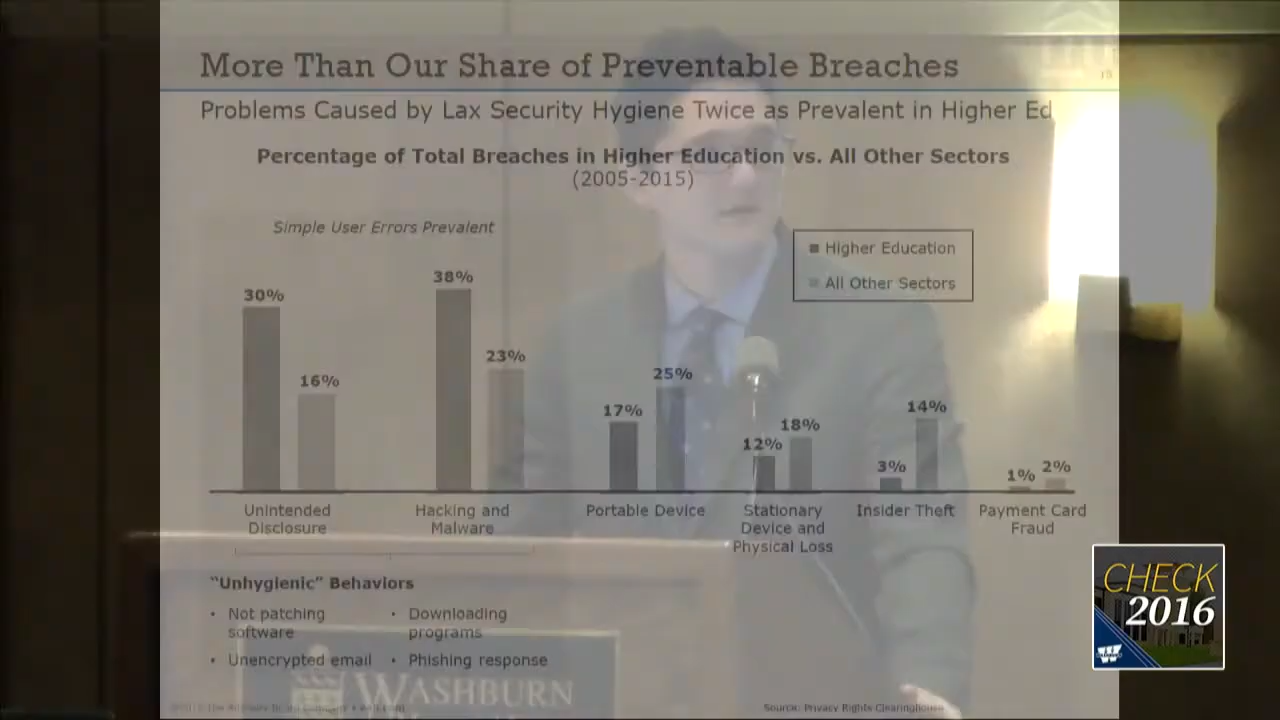 More Than Our Share of Preventable Breaches
15
Problems Caused by Lax Security Hygiene Twice as Prevalent in Higher Ed
Percentage of Total Breaches in Higher Education vs. All Other Sectors
(2005-2015)
Simple User Errors Prevalent
Higher Education
All Other Sectors
30%
16%
38%
23%
17%
25%
12%
18%
3%
14%
1%
2%
Unintended
Disclosure
Hacking and
Malware
Portable Device
Stationary
Device and
Physical Loss
Insider Theft
Payment Card
Fraud
"Unhygienic" Behaviors
• Not patching
software
• Unencrypted email
• Downloading
programs
• Phishing response
WASHBURN
Source: Privacy Rights Clearinghouse
CHECK
2016